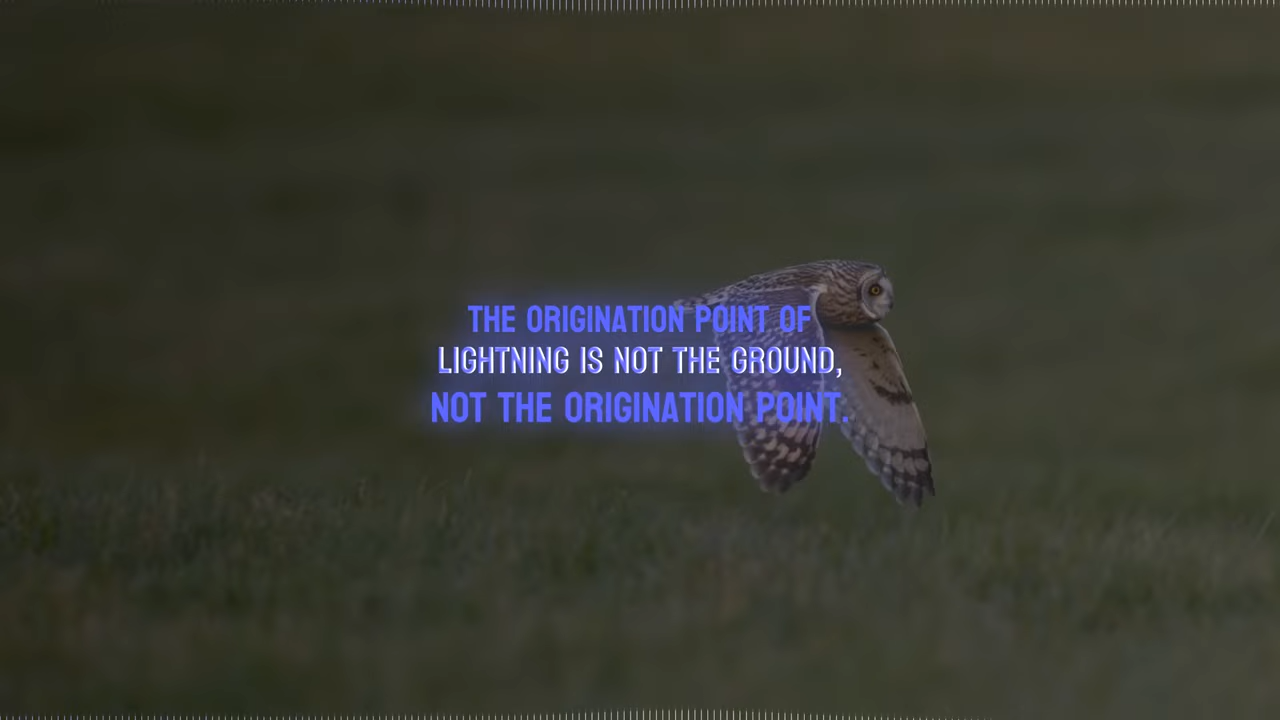 THE ORIGINATION POINT OF
LIGHTNING IS NOT THE GROUND,
NOT THE ORIGINATION POINT.